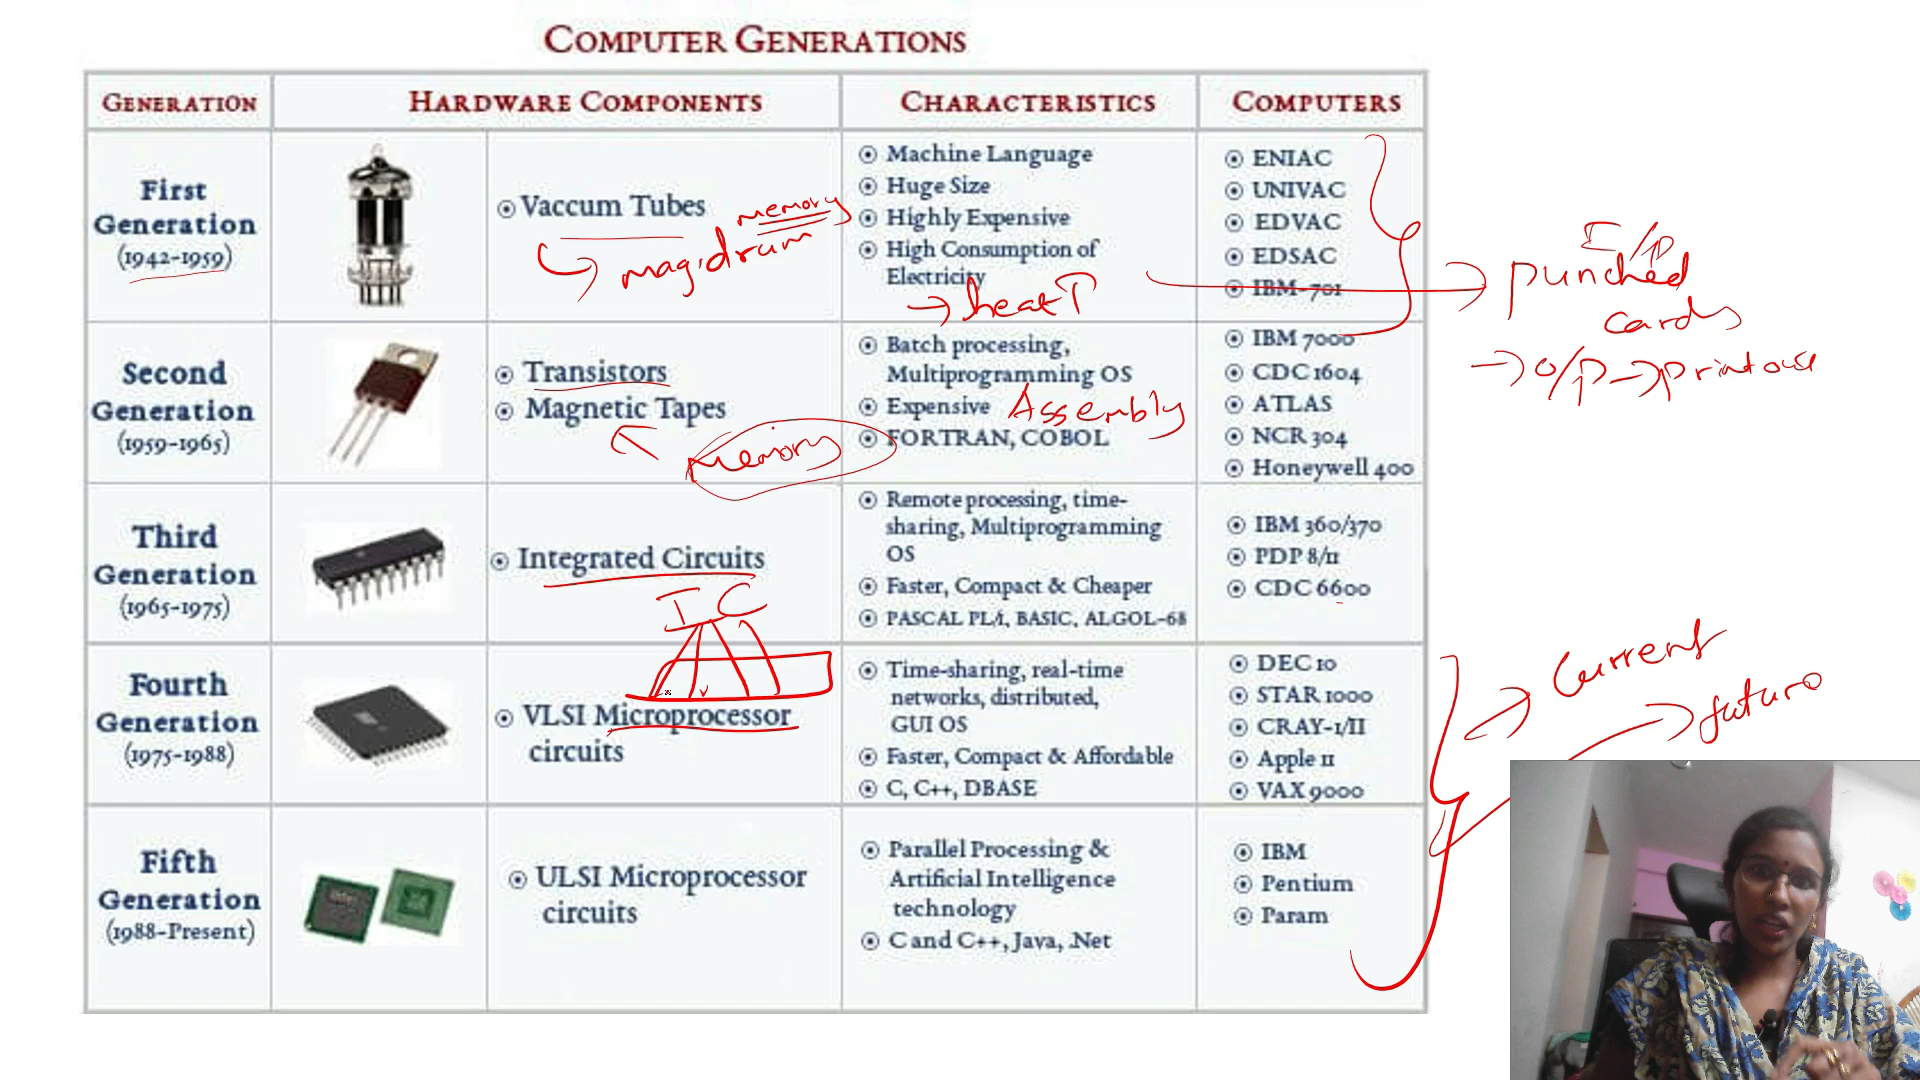 COMPUTER GENERATIONS
GENERATION
HARDWARE COMPONENTS
CHARACTERISTICS
COMPUTERS
First
Generation
(1942-1959)
Vaccum Tubes
memory
mag.drum
Machine Language
Huge Size
Highly Expensive
High Consumption of
Electricity
→ heat↑
ENIAC
UNIVAC
EDVAC
EDSAC
IBM-701
I/P
punched
cards
→ O/P → printout
Second
Generation
(1959-1965)
Transistors
Magnetic Tapes
Memory
Batch processing,
Multiprogramming OS
Expensive
Assembly
FORTRAN, COBOL
IBM 7000
CDC 1604
ATLAS
NCR 304
Honeywell 400
Third
Generation
(1965-1975)
Integrated Circuits
IC
Remote processing, time-
sharing, Multiprogramming
OS
Faster, Compact & Cheaper
PASCAL PL/1, BASIC, ALGOL-68
IBM 360/370
PDP 8/11
CDC 6600
Fourth
Generation
(1975-1988)
VLSI Microprocessor
circuits
Time-sharing, real-time
networks, distributed,
GUI OS
Faster, Compact & Affordable
C, C++, DBASE
DEC 10
STAR 1000
CRAY-1/II
Apple II
VAX 9000
→ Current
→ future
Fifth
Generation
(1988-Present)
ULSI Microprocessor
circuits
Parallel Processing &
Artificial Intelligence
technology
C and C++, Java, .Net
IBM
Pentium
Param